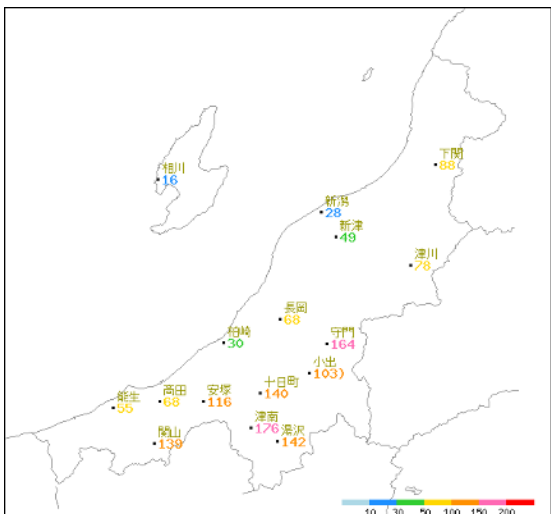 下関
88
相川
16
新潟
28
新津
49
津川
78
長岡
68
柏崎
30
守門
164
小出
103)
十日町
140
能生
55
高田
68
安塚
116
津南
176
湯沢
142
関山
139
10 30 50 100 150 200